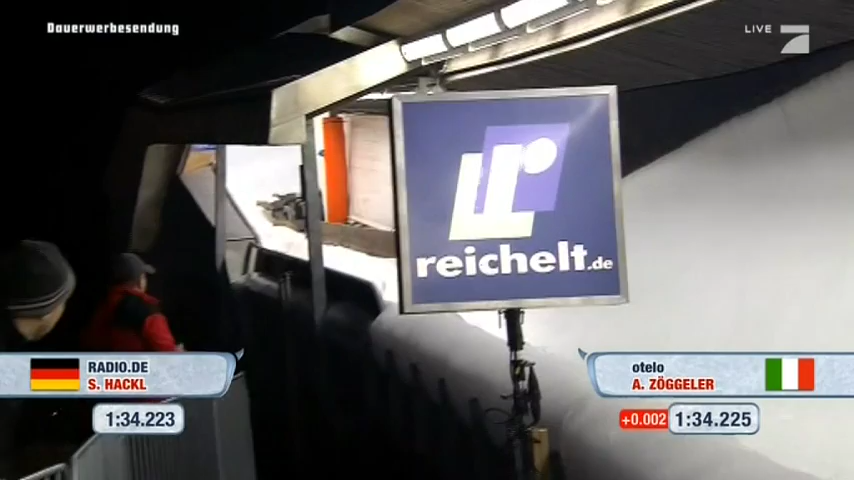 Dauerwerbesendung
LIVE
reichelt.de
RADIO.DE
S. HACKL
1:34.223
otelo
A. ZÖGGELER
+0.002 1:34.225